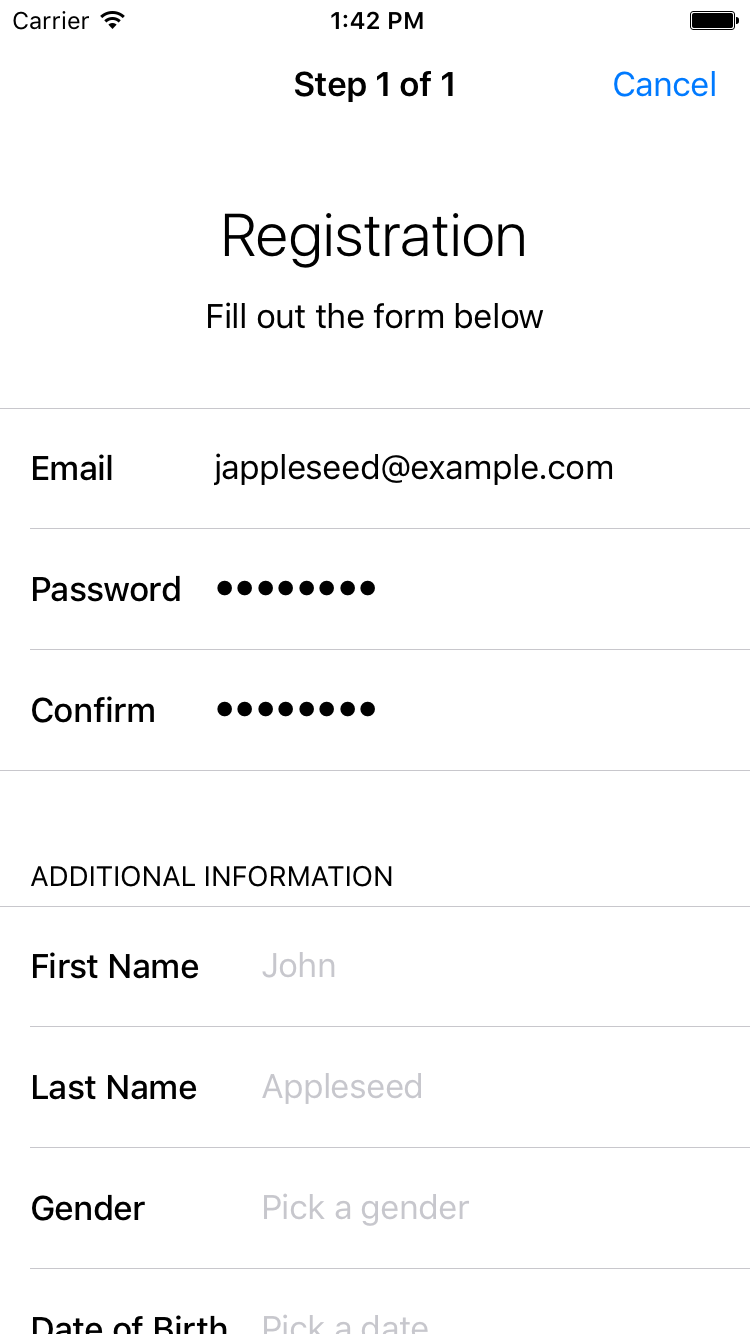 Carrier 1:42 PM
Step 1 of 1 Cancel
Registration
Fill out the form below
Email jappleseed@example.com
Password ••••••••
Confirm ••••••••
ADDITIONAL INFORMATION
First Name John
Last Name Appleseed
Gender Pick a gender
Date of Birth Pick a date